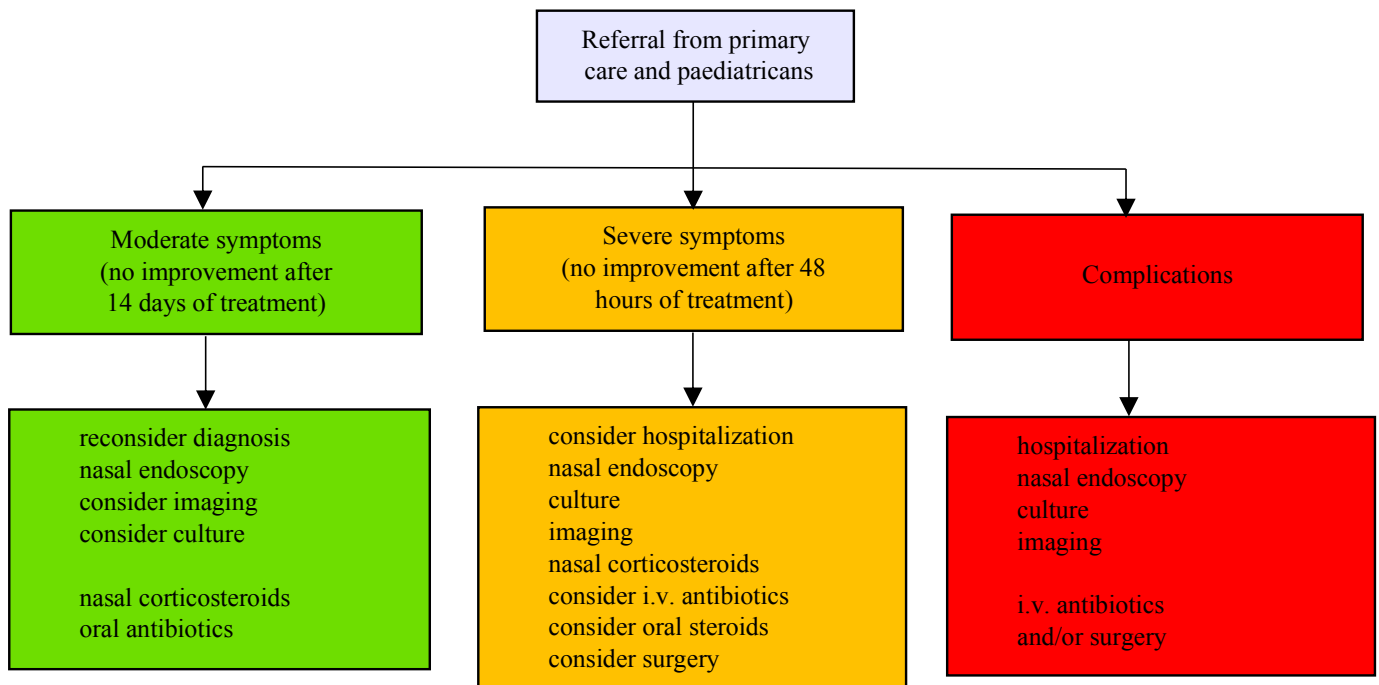 Referral from primary
care and paediatricans
Moderate symptoms
(no improvement after
14 days of treatment)
Severe symptoms
(no improvement after 48
hours of treatment)
Complications
reconsider diagnosis
nasal endoscopy
consider imaging
consider culture
nasal corticosteroids
oral antibiotics
consider hospitalization
nasal endoscopy
culture
imaging
nasal corticosteroids
consider i.v. antibiotics
consider oral steroids
consider surgery
hospitalization
nasal endoscopy
culture
imaging
i.v. antibiotics
and/or surgery